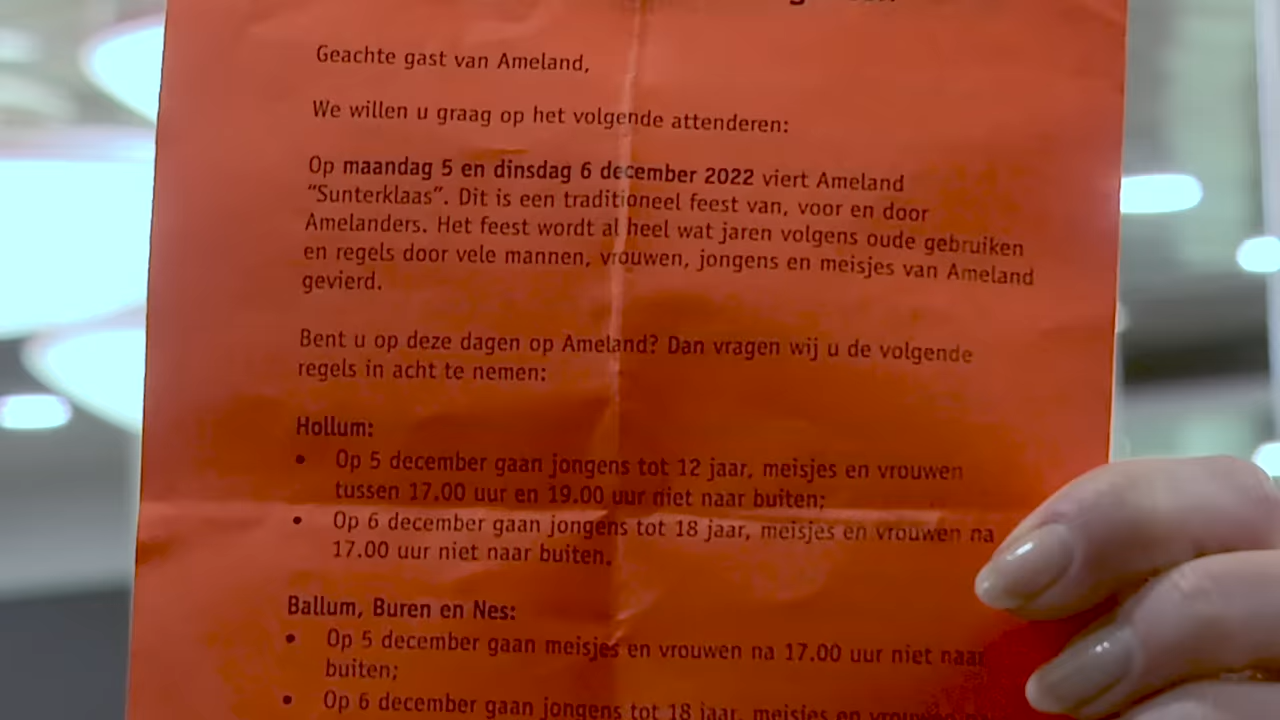 Geachte gast van Ameland,
We willen u graag op het volgende attenderen:
Op maandag 5 en dinsdag 6 december 2022 viert Ameland
“Sunterklaas”. Dit is een traditioneel feest van, voor en door
Amelanders. Het feest wordt al heel wat jaren volgens oude gebruiken
en regels door vele mannen, vrouwen, jongens en meisjes van Ameland
gevierd.
Bent u op deze dagen op Ameland? Dan vragen wij u de volgende
regels in acht te nemen:
Hollum:
• Op 5 december gaan jongens tot 12 jaar, meisjes en vrouwen
tussen 17.00 uur en 19.00 uur niet naar buiten;
• Op 6 december gaan jongens tot 18 jaar, meisjes en vrouwen na
17.00 uur niet naar buiten.
Ballum, Buren en Nes:
• Op 5 december gaan meisjes en vrouwen na 17.00 uur niet naar
buiten;
• Op 6 december gaan jongens tot 18 jaar, meisjes en vrouwen